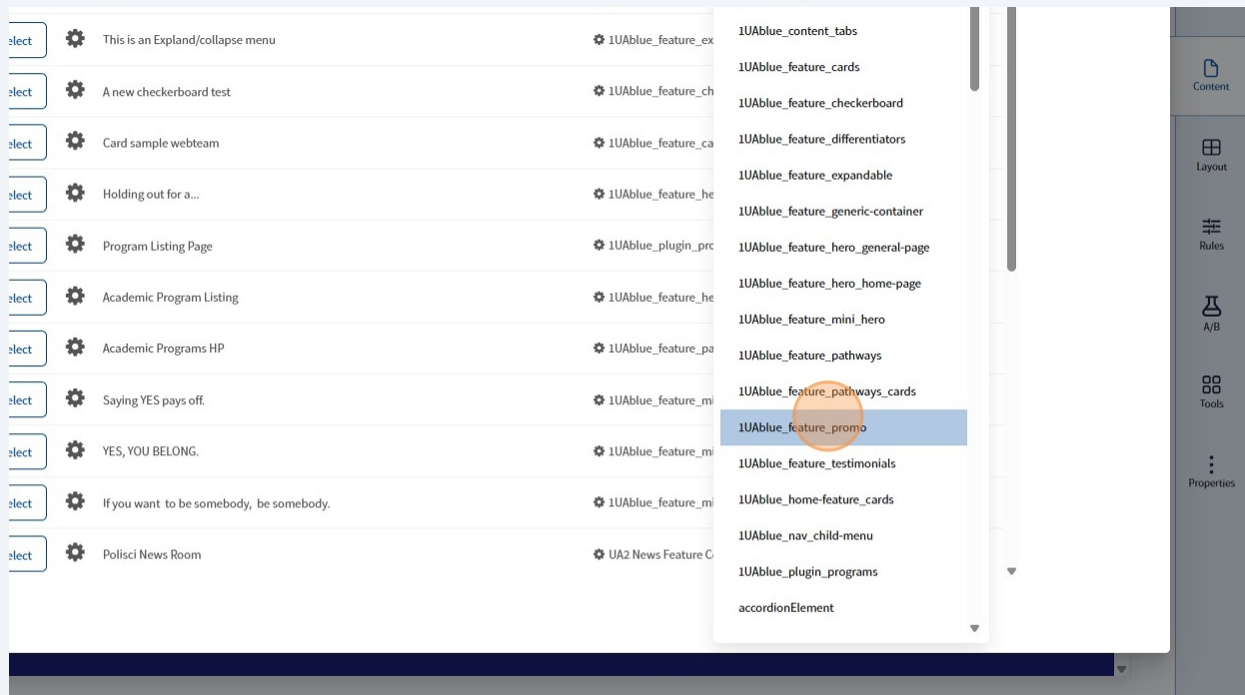 elect This is an Expland/collapse menu 1UAblue_feature_ex
elect A new checkerboard test 1UAblue_feature_ch
elect Card sample webteam 1UAblue_feature_ca
elect Holding out for a... 1UAblue_feature_he
elect Program Listing Page 1UAblue_plugin_pro
elect Academic Program Listing 1UAblue_feature_he
elect Academic Programs HP 1UAblue_feature_pa
elect Saying YES pays off. 1UAblue_feature_mi
elect YES, YOU BELONG. 1UAblue_feature_mi
elect If you want to be somebody, be somebody. 1UAblue_feature_mi
elect Polisci News Room UA2 News Feature C
1UAblue_content_tabs
1UAblue_feature_cards
1UAblue_feature_checkerboard
1UAblue_feature_differentiators
1UAblue_feature_expandable
1UAblue_feature_generic-container
1UAblue_feature_hero_general-page
1UAblue_feature_hero_home-page
1UAblue_feature_mini_hero
1UAblue_feature_pathways
1UAblue_feature_pathways_cards
1UAblue_feature_promo
1UAblue_feature_testimonials
1UAblue_home-feature_cards
1UAblue_nav_child-menu
1UAblue_plugin_programs
accordionElement
Content
Layout
Rules
A/B
Tools
Properties